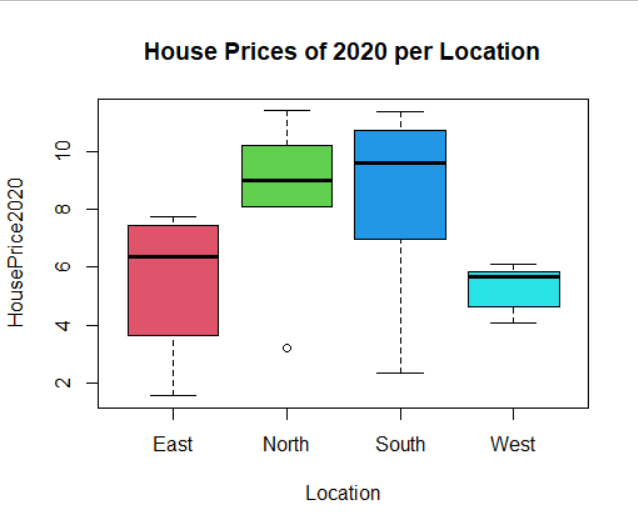 House Prices of 2020 per Location
HousePrice2020
10
8
6
4
2
East North South West
Location